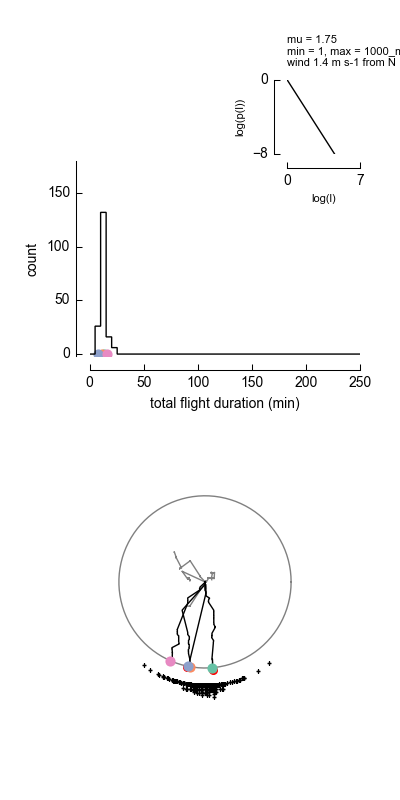 mu = 1.75
min = 1, max = 1000_m
wind 1.4 m s-1 from N
0
−8
log(p(l))
0 7
log(l)
150
100
50
0
count
0 50 100 150 200 250
total flight duration (min)